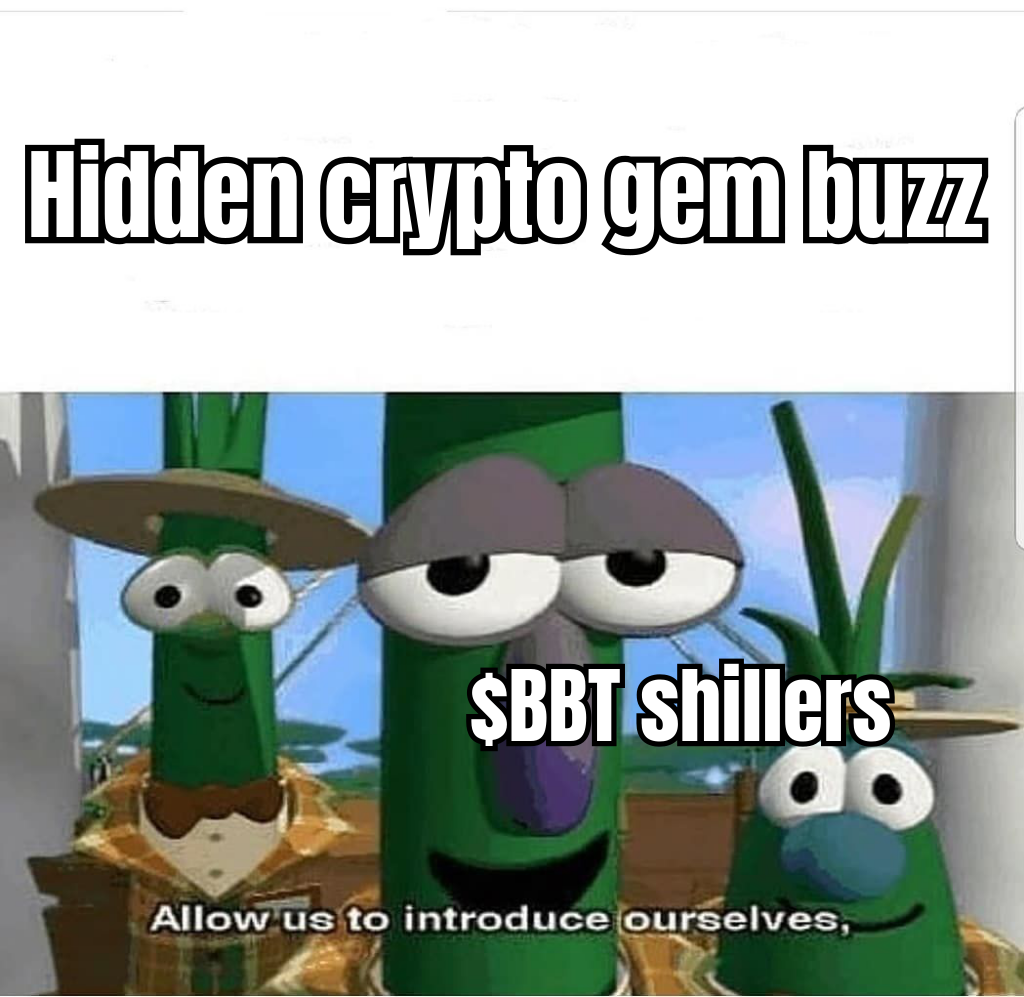 Hidden crypto gem buzz
$BBT shillers
Allow us to introduce ourselves,